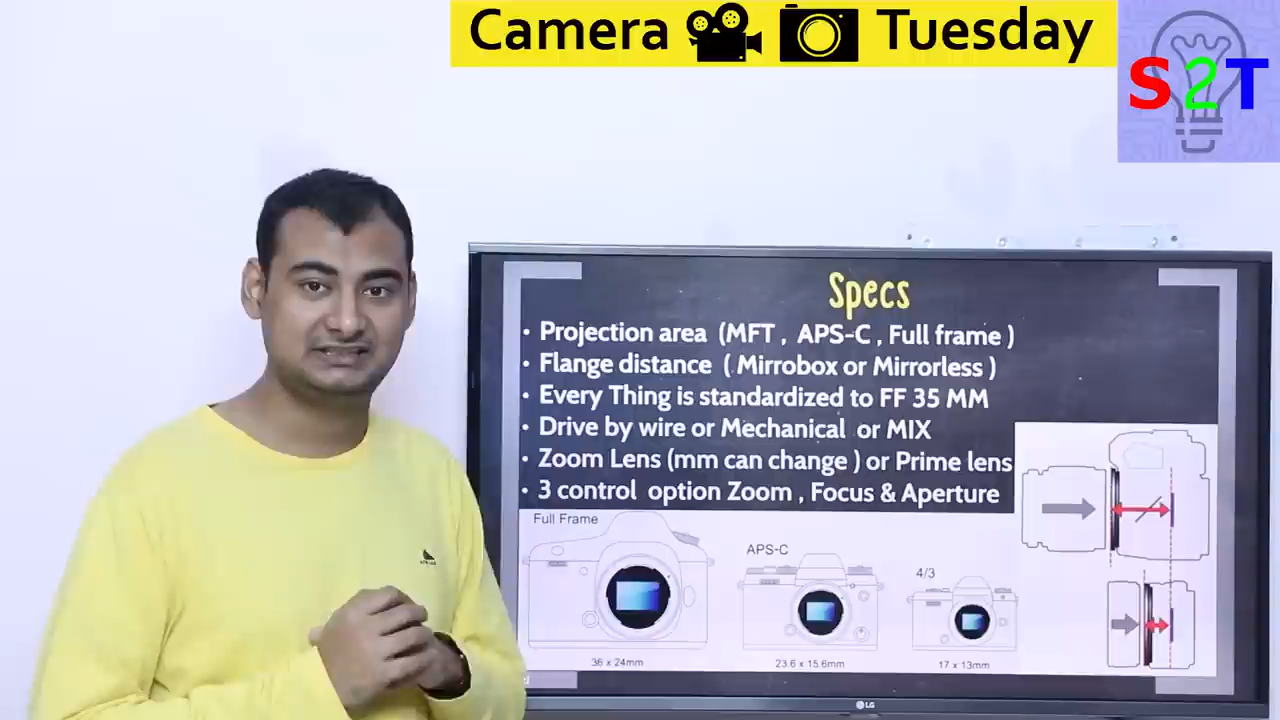 Camera Tuesday
S2T
Specs
• Projection area (MFT , APS-C , Full frame )
• Flange distance ( Mirrobox or Mirrorless )
• Every Thing is standardized to FF 35 MM
• Drive by wire or Mechanical or MIX
• Zoom Lens (mm can change ) or Prime lens
• 3 control option Zoom , Focus & Aperture
Full Frame
APS-C
4/3
36 x 24mm
23.6 x 15.6mm
17 x 13mm
LG